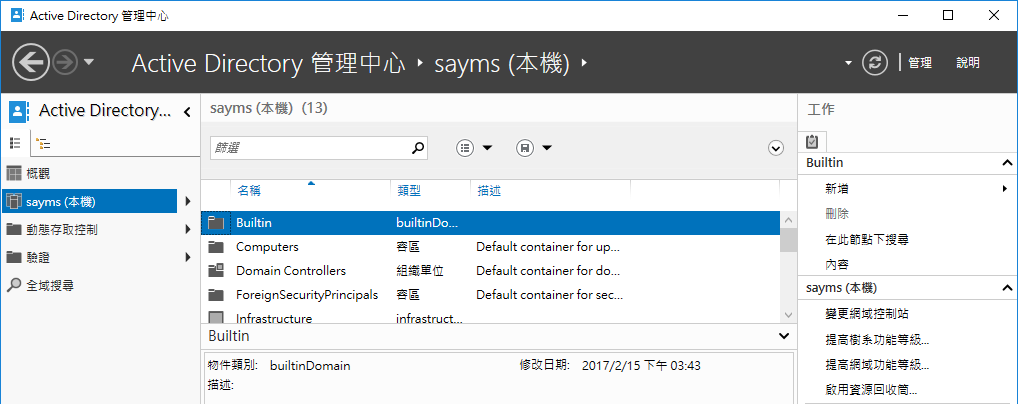 Active Directory 管理中心
Active Directory 管理中心 sayms (本機)
管理 說明
Active Directory...
概觀
sayms (本機)
動態存取控制
驗證
全域搜尋
sayms (本機) (13)
篩選
名稱 類型 描述
Builtin builtinDo...
Computers 容區 Default container for up...
Domain Controllers 組織單位 Default container for do...
ForeignSecurityPrincipals 容區 Default container for sec...
Infrastructure infrastruct...
Builtin
物件類別: builtinDomain 修改日期: 2017/2/15 下午 03:43
描述:
工作
Builtin
新增
刪除
在此節點下搜尋
內容
sayms (本機)
變更網域控制站
提高樹系功能等級...
提高網域功能等級...
啟用資源回收筒...